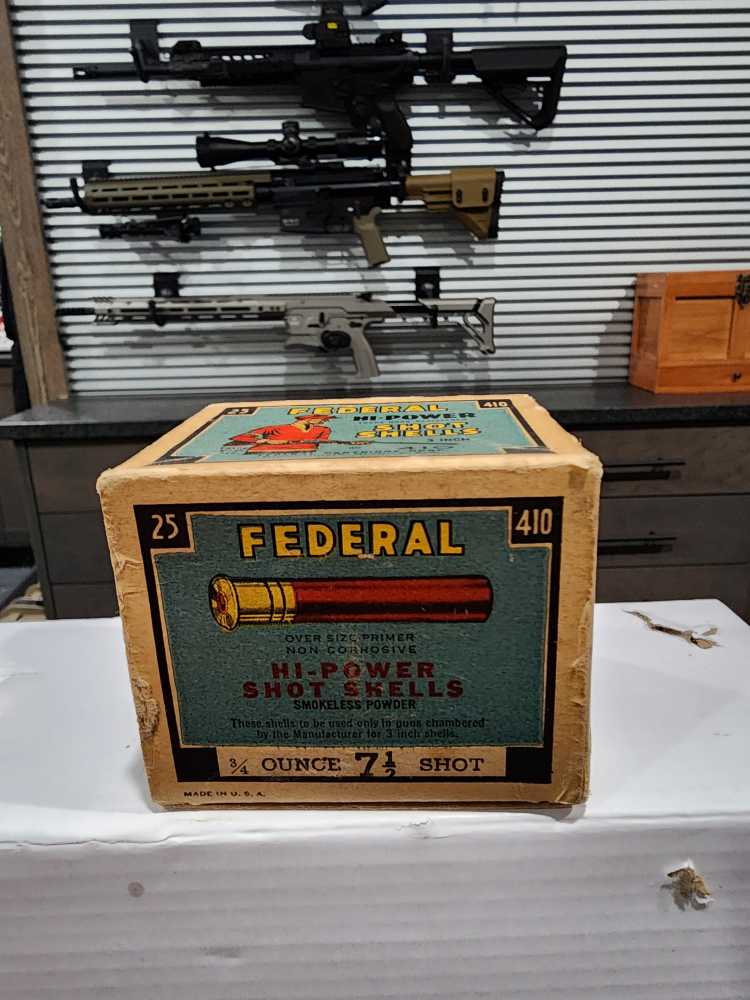 25 FEDERAL 410
HI-POWER
SHOT
SHELLS
3 INCH
25 FEDERAL 410
OVER SIZE PRIMER
NON CORROSIVE
HI-POWER
SHOT SHELLS
SMOKELESS POWDER
These shells to be used only in guns chambered
by the Manufacturer for 3 inch shells.
3/4 OUNCE 7 1/2 SHOT
MADE IN U. S. A.